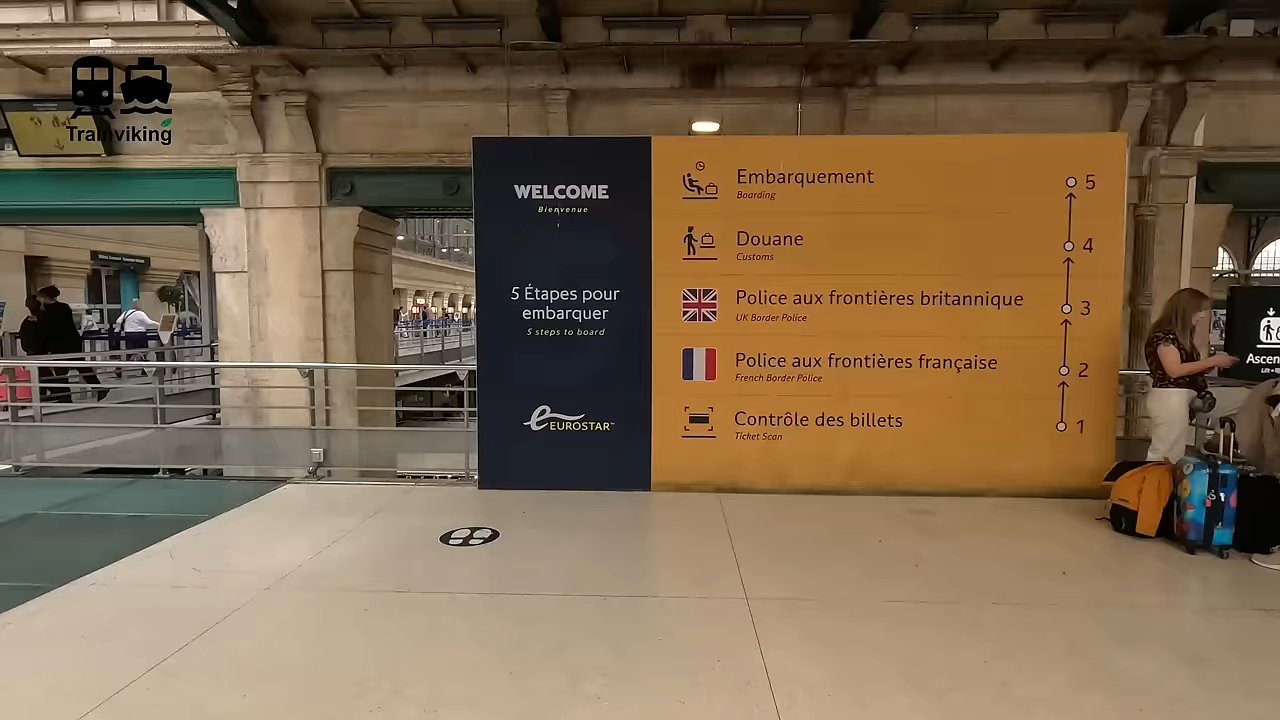 Trainviking
WELCOME
Bienvenue
5 Étapes pour
embarquer
5 steps to board
EUROSTAR™
Embarquement
Boarding
5
Douane
Customs
4
Police aux frontières britannique
UK Border Police
3
Police aux frontières française
French Border Police
2
Contrôle des billets
Ticket Scan
1
Ascen